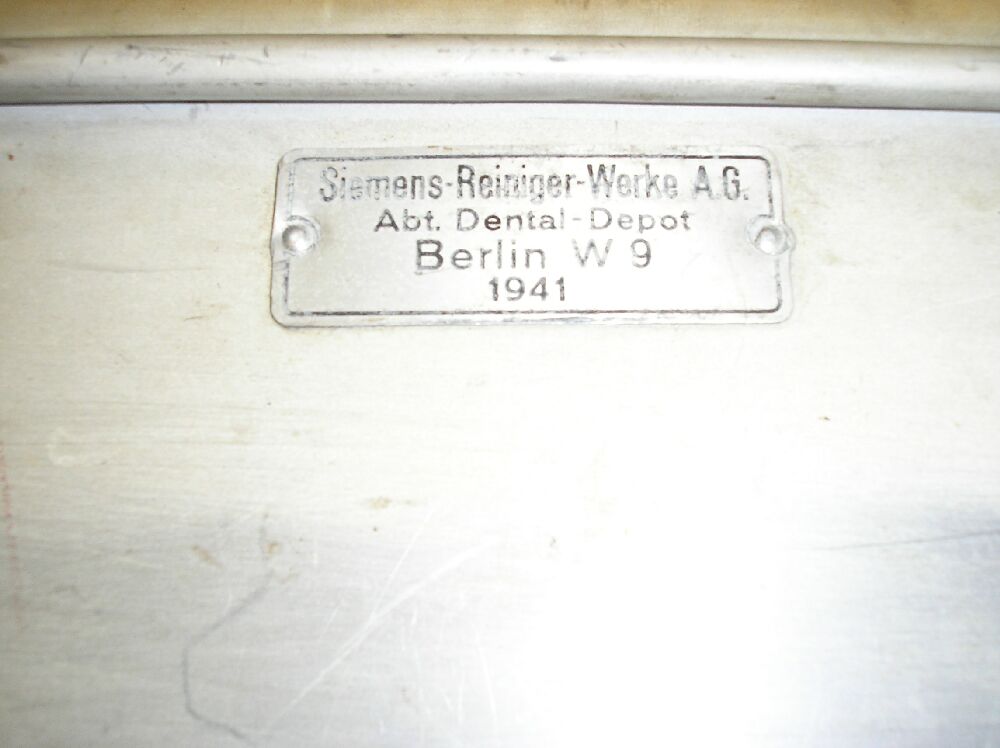 Siemens-Reiniger-Werke A.G.
Abt. Dental-Depot
Berlin W 9
1941